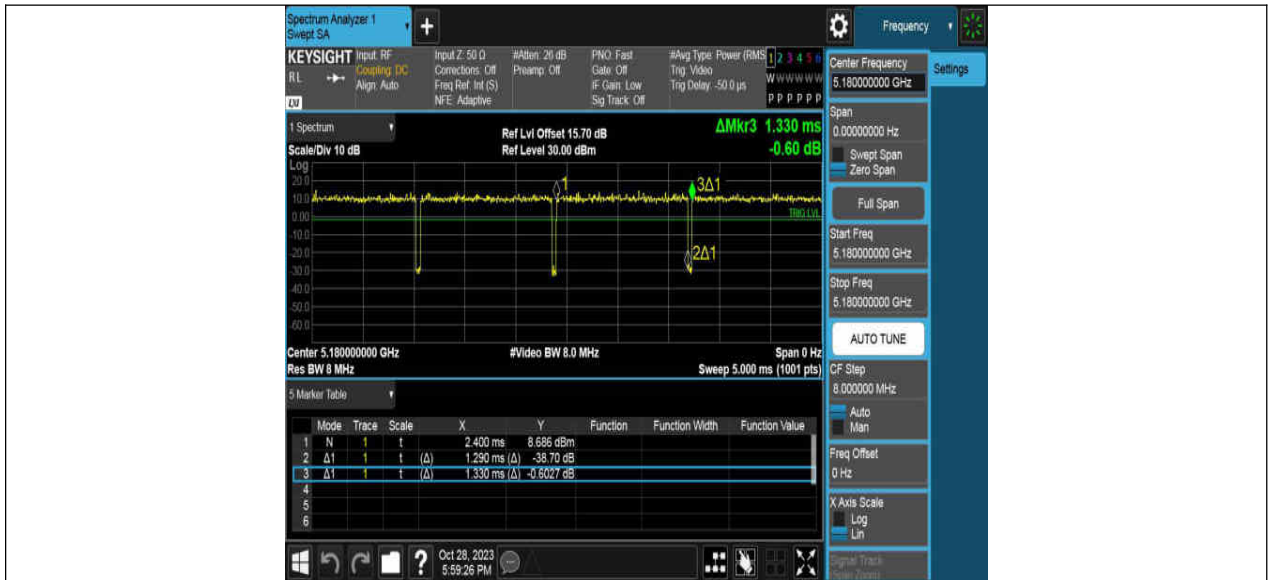 Spectrum Analyzer 1
Swept SA
+
Frequency
KEYSIGHT
RL
LXI
Input: RF
Coupling: DC
Align: Auto
Input Z: 50 Ω
Corrections: Off
Freq Ref: Int (S)
NFE: Adaptive
#Atten: 26 dB
Preamp: Off
PNO: Fast
Gate: Off
IF Gain: Low
Sig Track: Off
#Avg Type: Power (RMS
Trig: Video
Trig Delay: -50.0 µs
1 2 3 4 5 6
W W W W W W
P P P P P P
Center Frequency
5.180000000 GHz
Settings
1 Spectrum
Scale/Div 10 dB
Ref Lvl Offset 15.70 dB
Ref Level 30.00 dBm
ΔMkr3 1.330 ms
-0.60 dB
Log
20.0
10.0
0.00
-10.0
-20.0
-30.0
-40.0
-50.0
-60.0
1
3Δ1
TRIG LVL
2Δ1
Center 5.180000000 GHz
Res BW 8 MHz
#Video BW 8.0 MHz
Span 0 Hz
Sweep 5.000 ms (1001 pts)
Span
0.00000000 Hz
Swept Span
Zero Span
Full Span
Start Freq
5.180000000 GHz
Stop Freq
5.180000000 GHz
AUTO TUNE
CF Step
8.000000 MHz
Auto
Man
Freq Offset
0 Hz
X Axis Scale
Log
Lin
Signal Track
(Span Zoom)
5 Marker Table
Mode Trace Scale X Y Function Function Width Function Value
1 N 1 t 2.400 ms 8.686 dBm
2 Δ1 1 t (Δ) 1.290 ms (Δ) -38.70 dB
3 Δ1 1 t (Δ) 1.330 ms (Δ) -0.6027 dB
4
5
6
?
Oct 28, 2023
5:59:26 PM